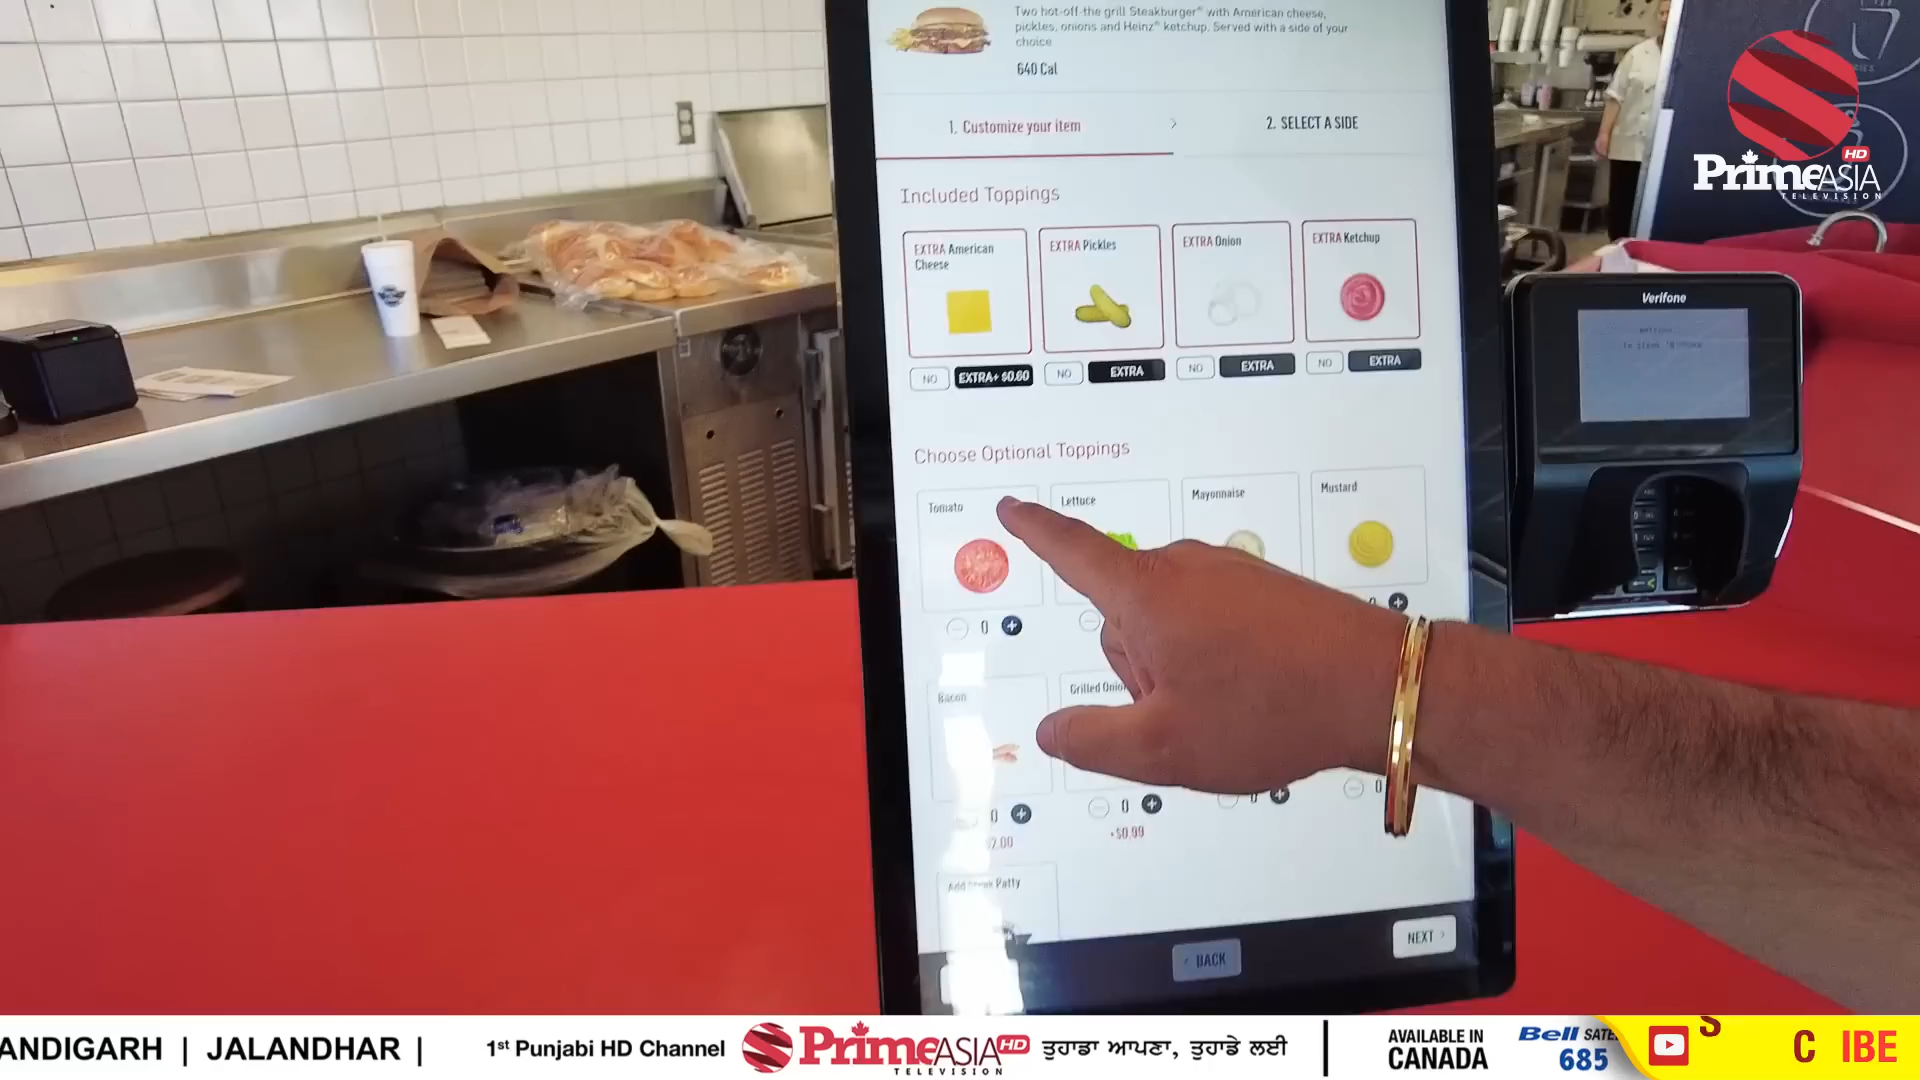 Two hot-off-the grill Steakburger® with American cheese,
pickles, onions and Heinz® ketchup. Served with a side of your
choice
640 Cal
1. Customize your item > 2. SELECT A SIDE
Included Toppings
EXTRA American
Cheese
EXTRA Pickles
EXTRA Onion
EXTRA Ketchup
NO EXTRA+ $0.60
NO EXTRA
NO EXTRA
NO EXTRA
Choose Optional Toppings
Tomato
Lettuce
Mayonnaise
Mustard
0
Bacon
Grilled
0
0
+$0.99
0
Patty
< BACK
NEXT >
Verifone
HD
PrimeASIA
TELEVISION
ANDIGARH | JALANDHAR |
1st Punjabi HD Channel
PrimeASIA HD
TELEVISION
ਤੁਹਾਡਾ ਆਪਣਾ, ਤੁਹਾਡੇ ਲਈ
AVAILABLE IN
CANADA
Bell
685
S C IBE